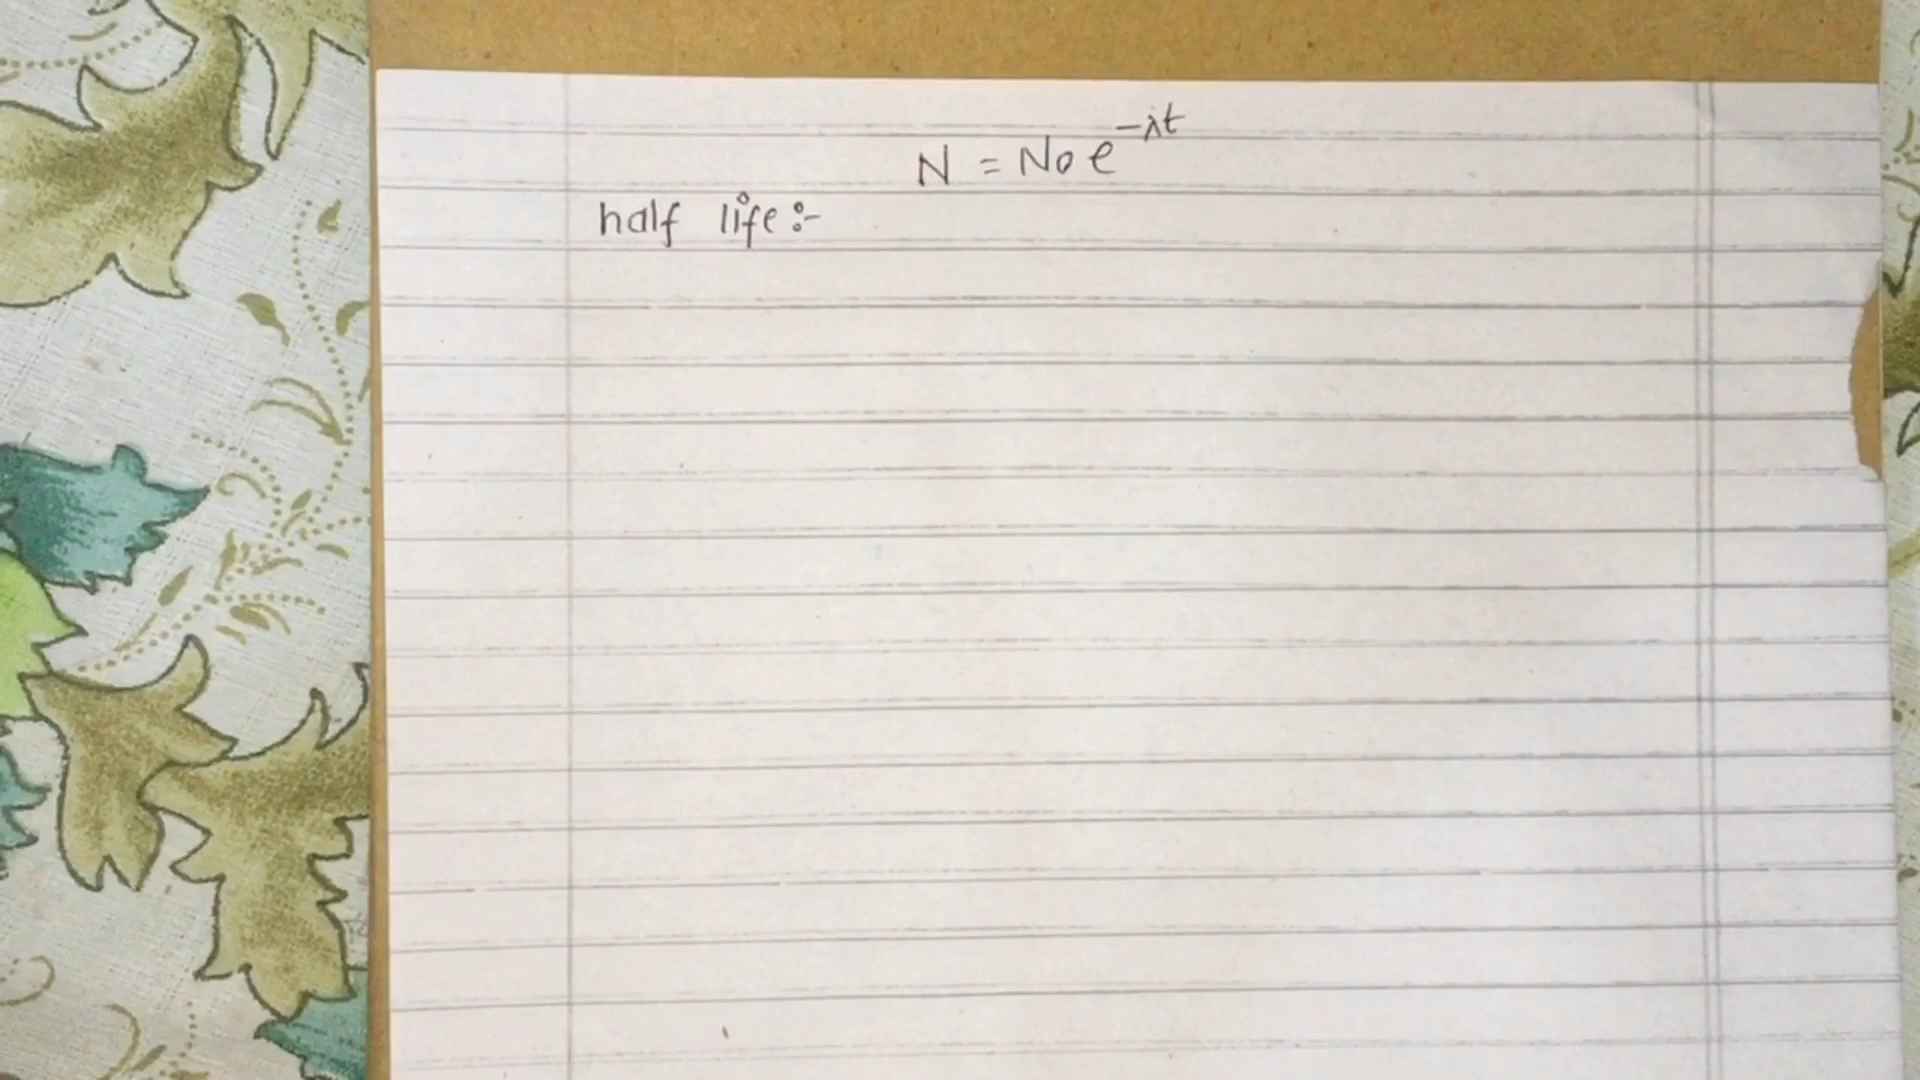 N = N₀ e^{-λt}
half life :-